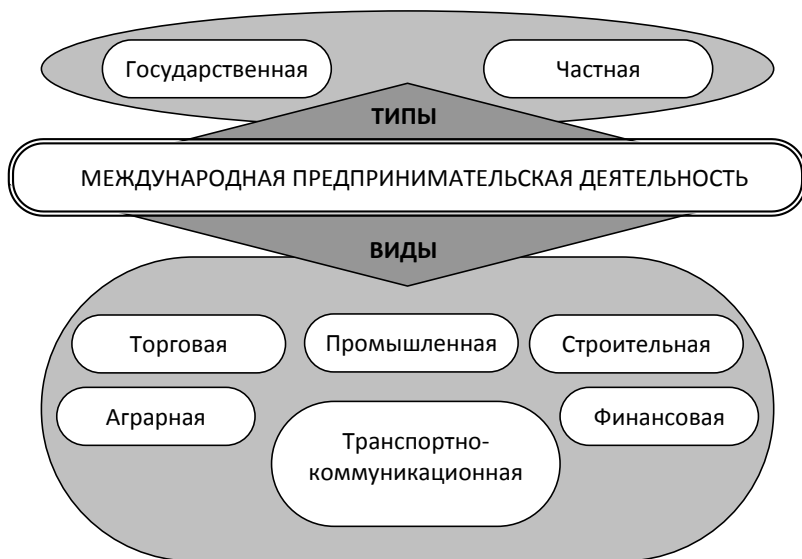 Государственная
Частная
ТИПЫ
МЕЖДУНАРОДНАЯ ПРЕДПРИНИМАТЕЛЬСКАЯ ДЕЯТЕЛЬНОСТЬ
ВИДЫ
Торговая
Промышленная
Строительная
Аграрная
Транспортно-
коммуникационная
Финансовая